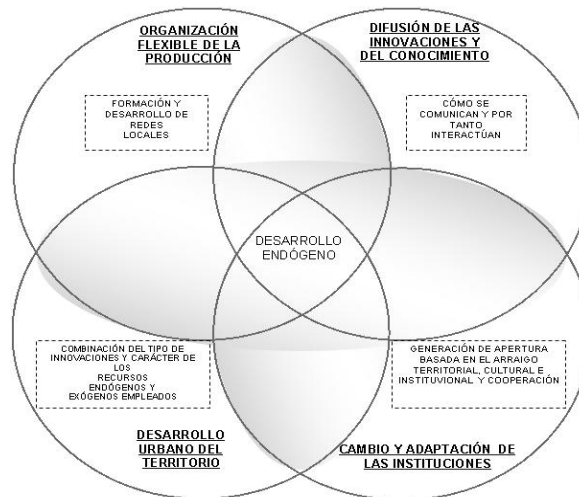 ORGANIZACIÓN
FLEXIBLE DE LA
PRODUCCIÓN
DIFUSIÓN DE LAS
INNOVACIONES Y
DEL CONOCIMIENTO
FORMACIÓN Y
DESARROLLO DE
REDES
LOCALES
CÓMO SE
COMUNICAN Y POR
TANTO
INTERACTÚAN
DESARROLLO
ENDÓGENO
COMBINACIÓN DEL TIPO DE
INNOVACIONES Y CARÁCTER DE
LOS
RECURSOS
ENDÓGENOS Y
EXÓGENOS EMPLEADOS
GENERACIÓN DE APERTURA
BASADA EN EL ARRAIGO
TERRITORIAL, CULTURAL E
INSTITUVIONAL Y COOPERACIÓN
DESARROLLO
URBANO DEL
TERRITORIO
CAMBIO Y ADAPTACIÓN DE
LAS INSTITUCIONES